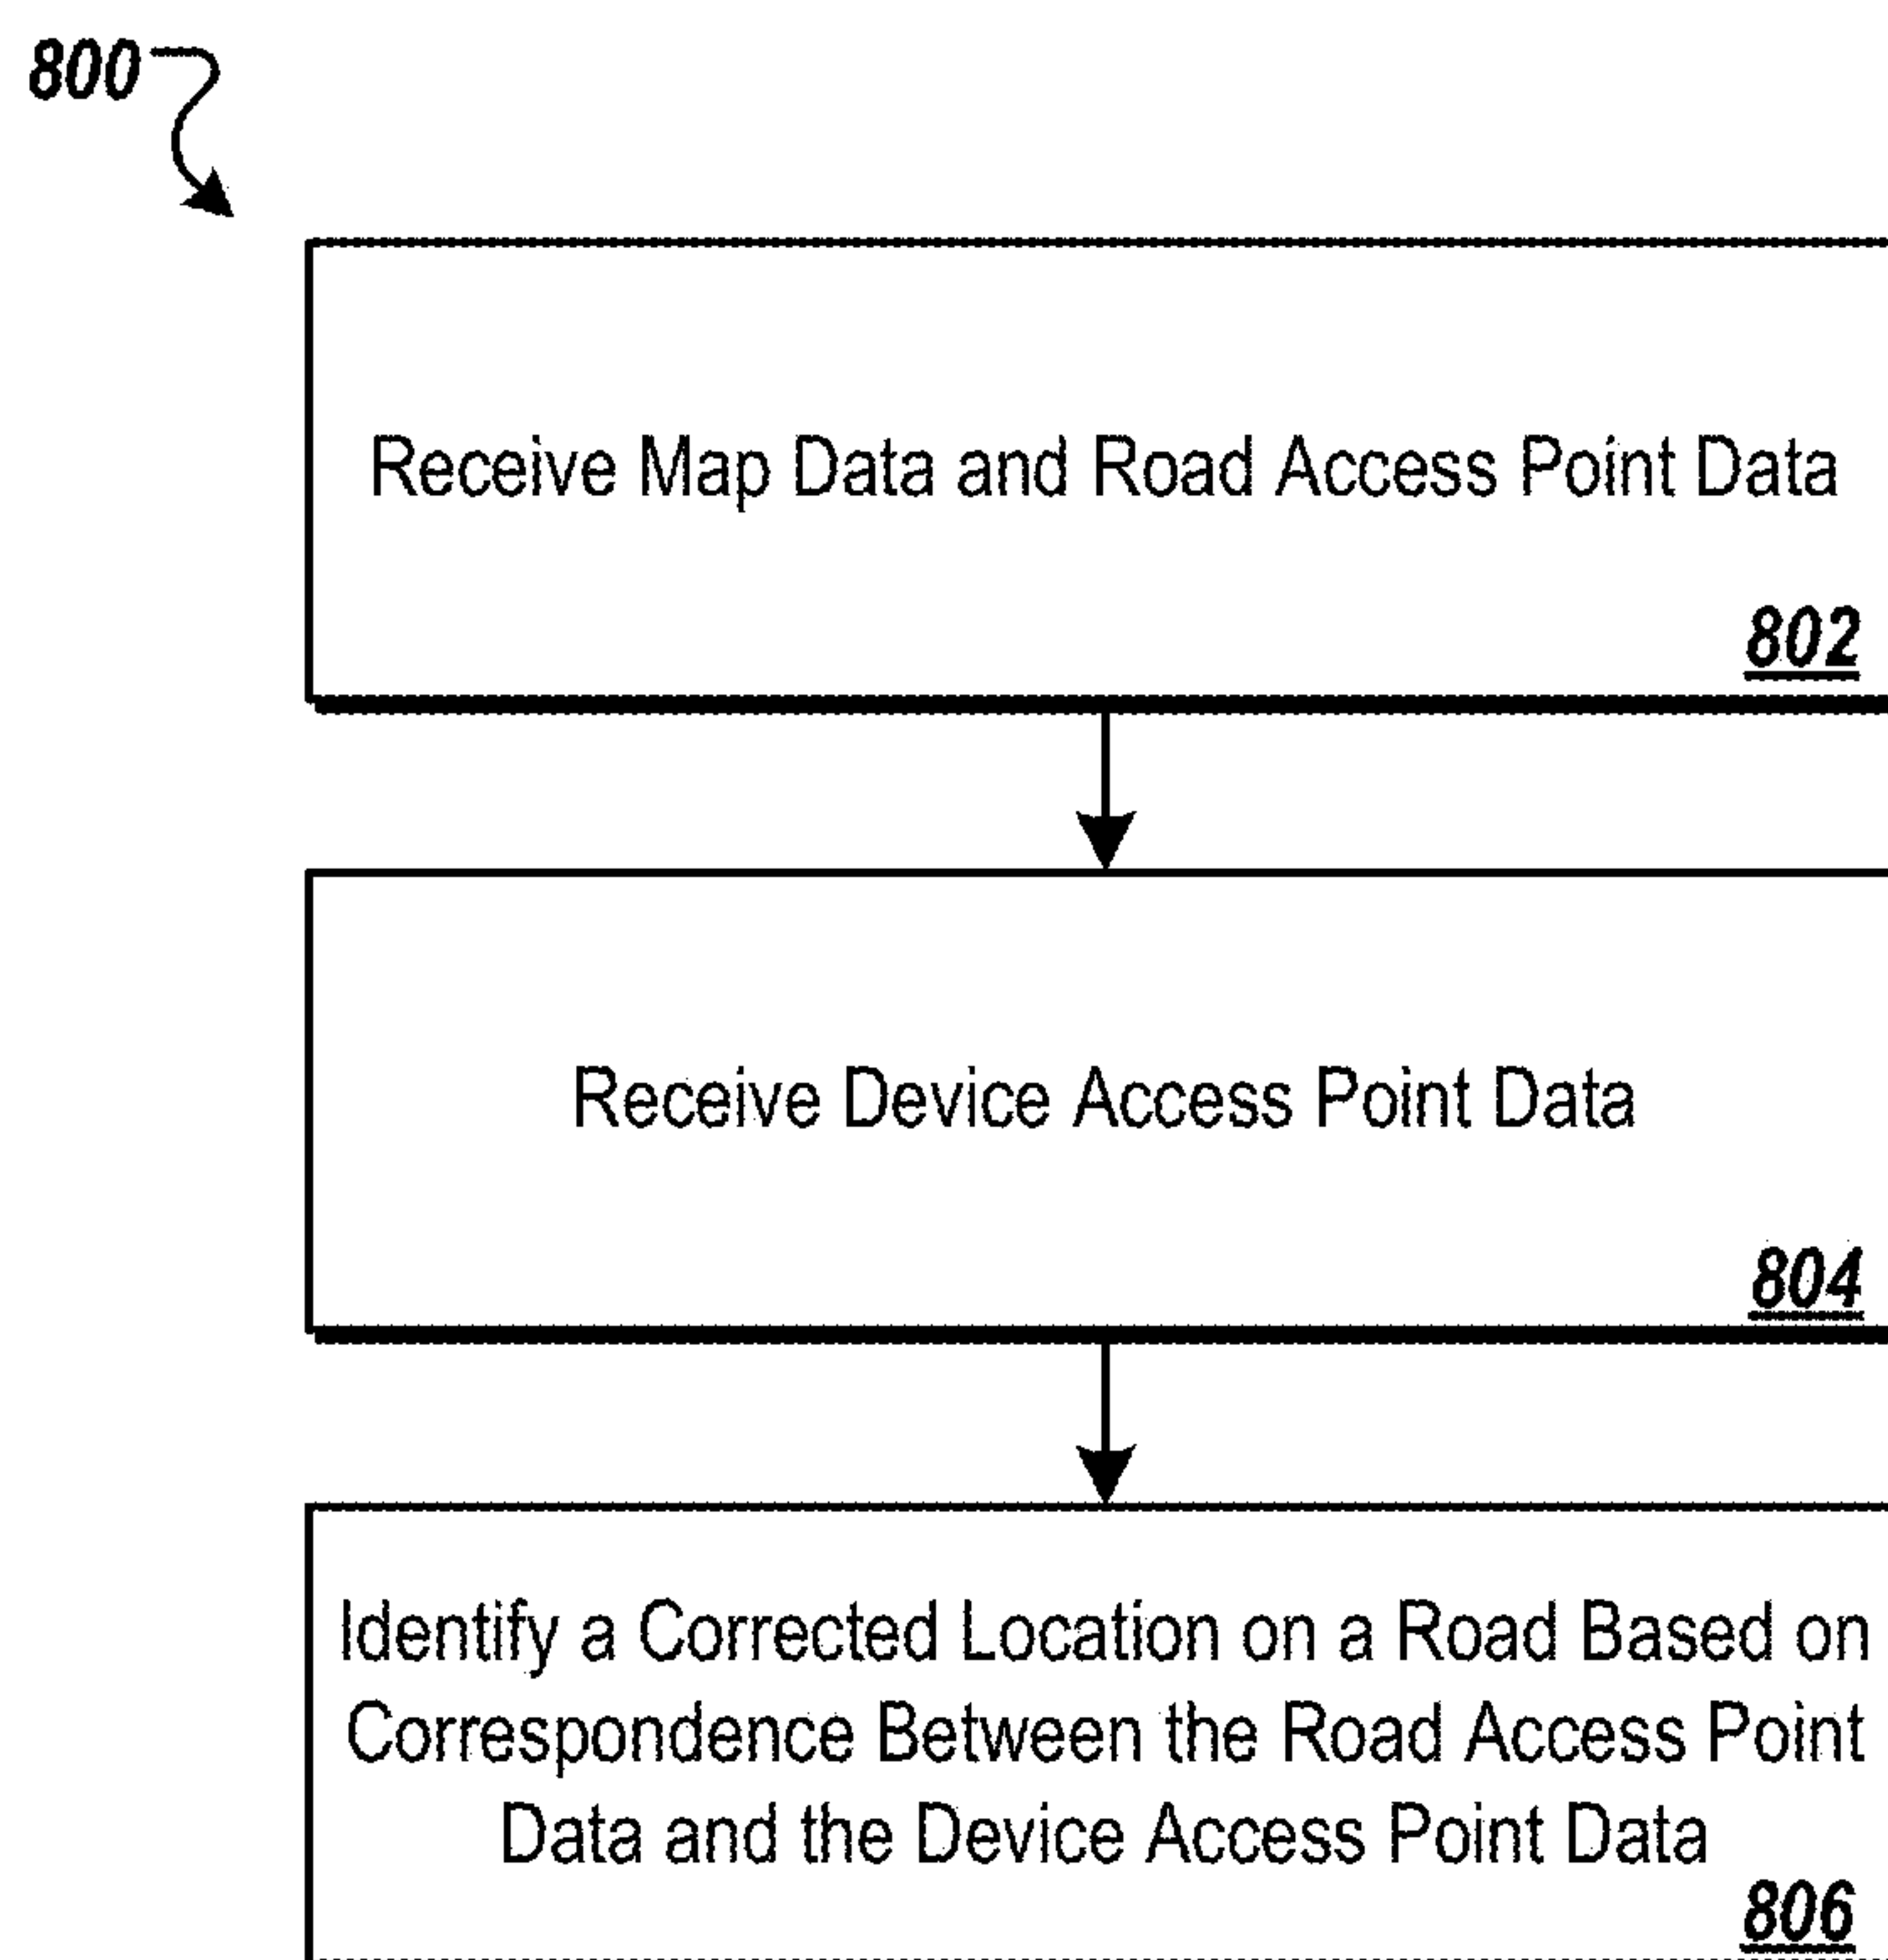 800
Receive Map Data and Road Access Point Data
802
Receive Device Access Point Data
804
Identify a Corrected Location on a Road Based on
Correspondence Between the Road Access Point
Data and the Device Access Point Data
806